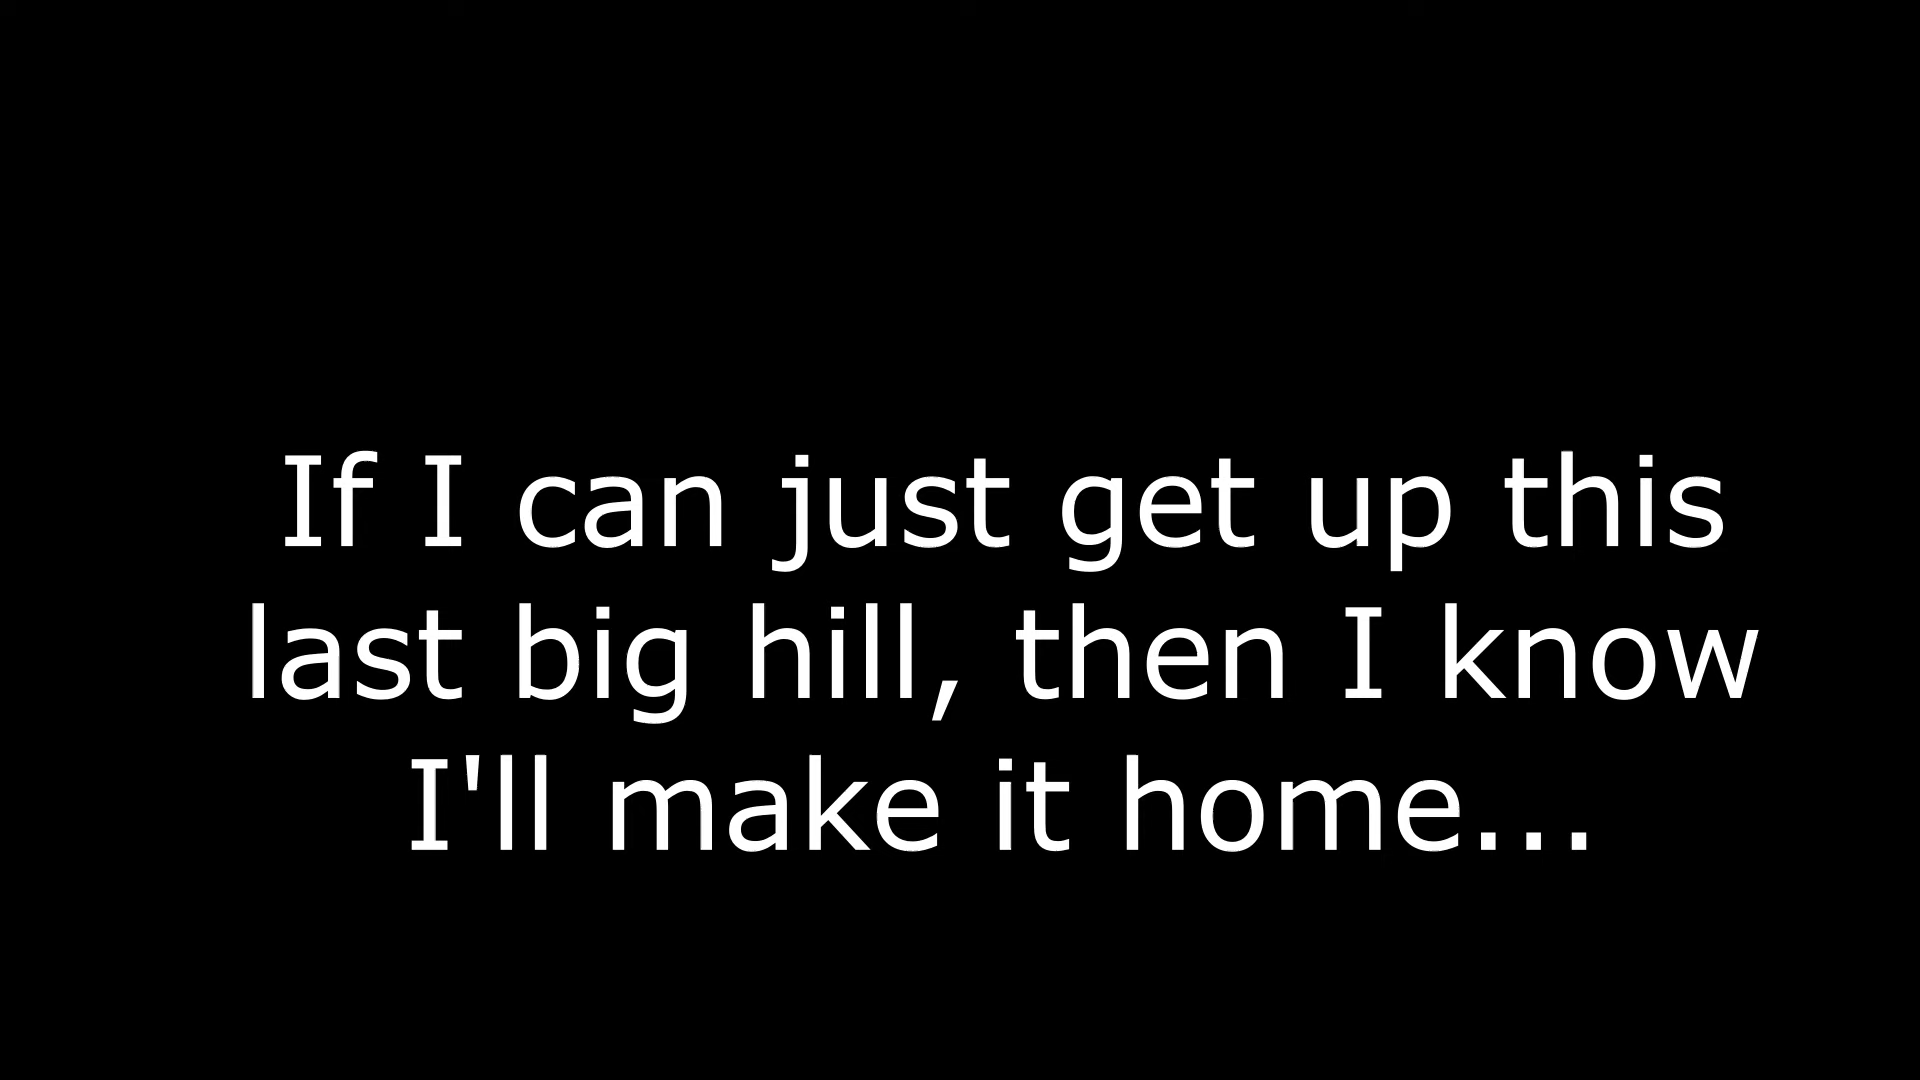 If I can just get up this
last big hill, then I know
I'll make it home...